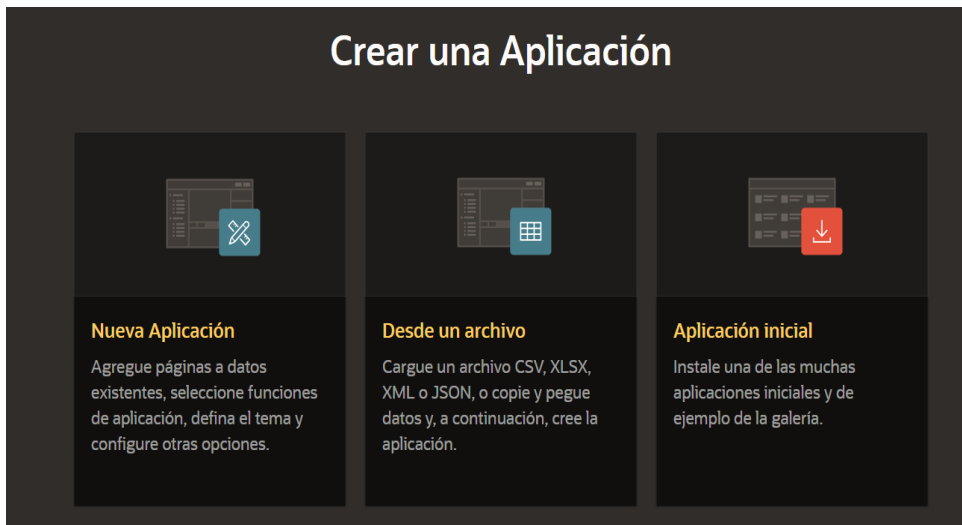 Crear una Aplicación
Nueva Aplicación
Agregue páginas a datos
existentes, seleccione funciones
de aplicación, defina el tema y
configure otras opciones.
Desde un archivo
Cargue un archivo CSV, XLSX,
XML o JSON, o copie y pegue
datos y, a continuación, cree la
aplicación.
Aplicación inicial
Instale una de las muchas
aplicaciones iniciales y de
ejemplo de la galería.